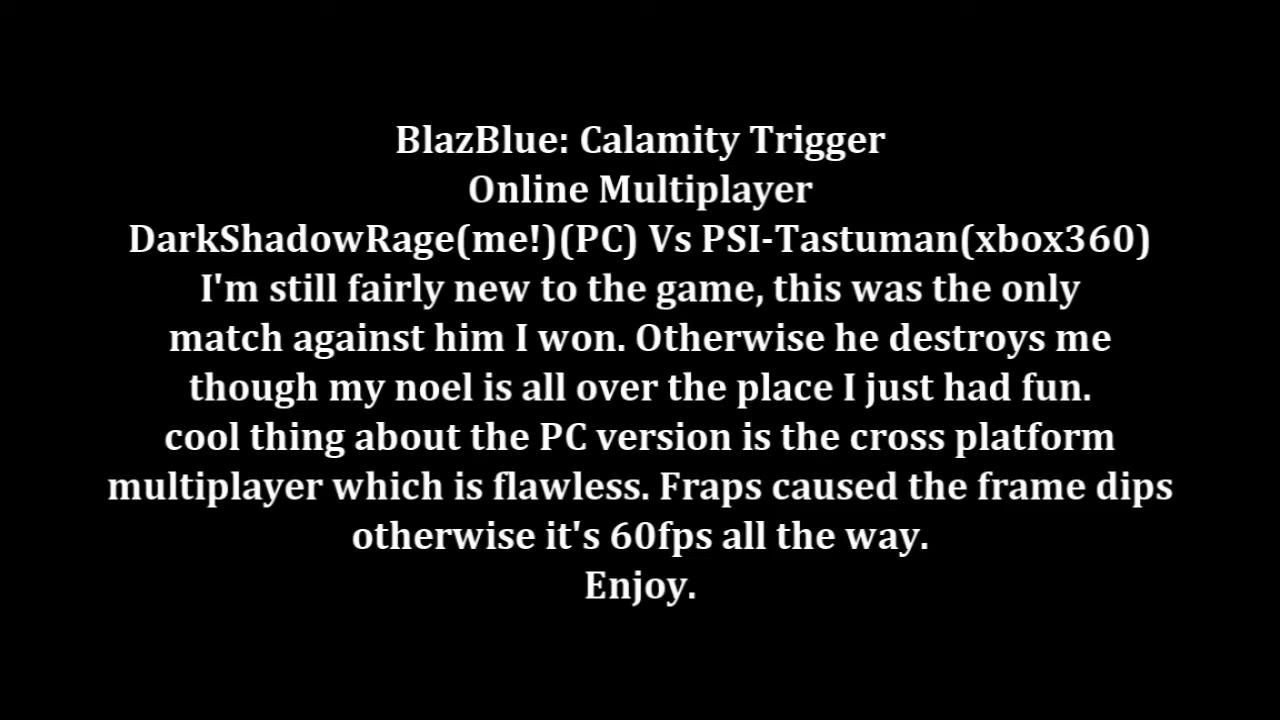 BlazBlue: Calamity Trigger
Online Multiplayer
DarkShadowRage(me!)(PC) Vs PSI-Tastuman(xbox360)
I'm still fairly new to the game, this was the only
match against him I won. Otherwise he destroys me
though my noel is all over the place I just had fun.
cool thing about the PC version is the cross platform
multiplayer which is flawless. Fraps caused the frame dips
otherwise it's 60fps all the way.
Enjoy.